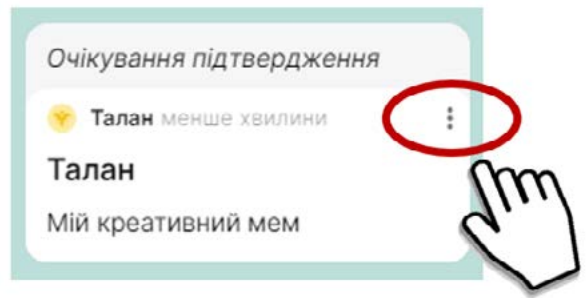 Очікування підтвердження
Талан менше хвилини
Талан
Мій креативний мем